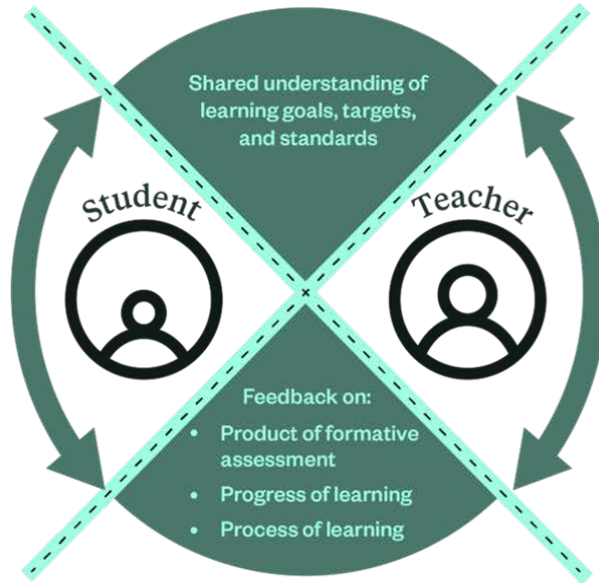 Shared understanding of
learning goals, targets,
and standards
Student
Teacher
Feedback on:
• Product of formative
assessment
• Progress of learning
• Process of learning